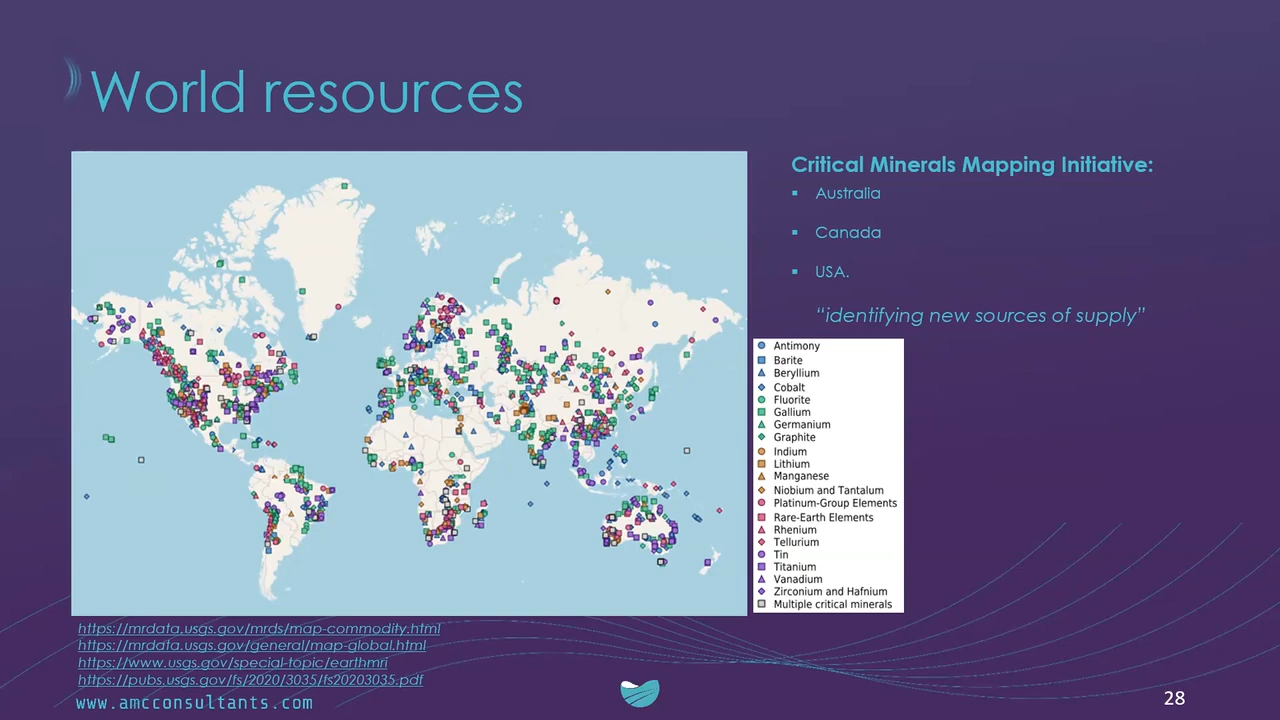 World resources
Critical Minerals Mapping Initiative:
Australia
Canada
USA.
“identifying new sources of supply”
Antimony
Barite
Beryllium
Cobalt
Fluorite
Gallium
Germanium
Graphite
Indium
Lithium
Manganese
Niobium and Tantalum
Platinum-Group Elements
Rare-Earth Elements
Rhenium
Tellurium
Tin
Titanium
Vanadium
Zirconium and Hafnium
Multiple critical minerals
https://mrdata.usgs.gov/mrds/map-commodity.html
https://mrdata.usgs.gov/general/map-global.html
https://www.usgs.gov/special-topic/earthmri
https://pubs.usgs.gov/fs/2020/3035/fs20203035.pdf
www.amcconsultants.com
28